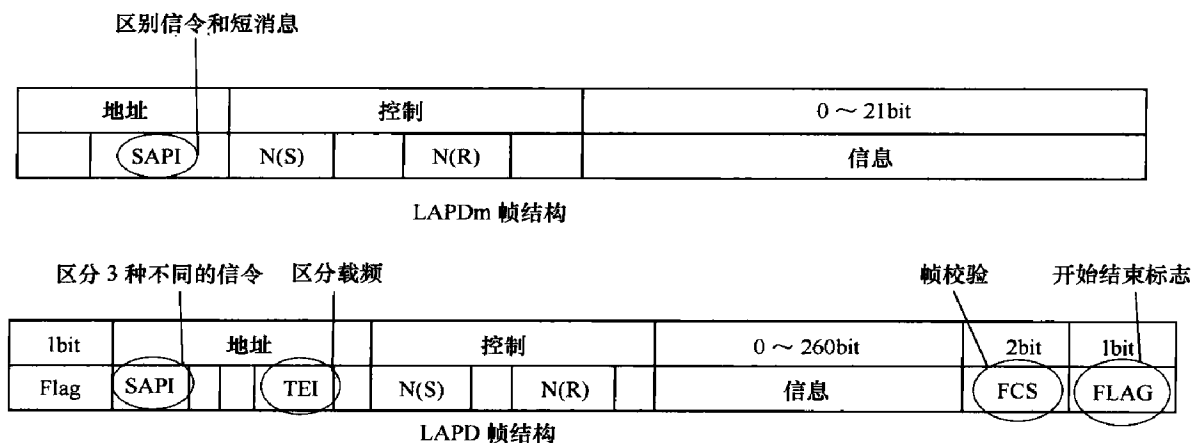 区别信令和短消息
地址 控制 0～21bit
SAPI N(S) N(R) 信息
LAPDm 帧结构
区分 3 种不同的信令 区分载频 帧校验 开始结束标志
1bit 地址 控制 0～260bit 2bit 1bit
Flag SAPI TEI N(S) N(R) 信息 FCS FLAG
LAPD 帧结构